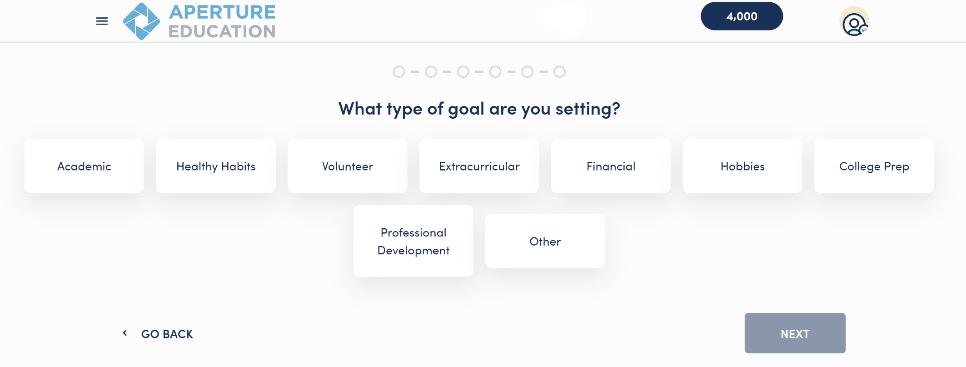 APERTURE
EDUCATION
4,000
What type of goal are you setting?
Academic
Healthy Habits
Volunteer
Extracurricular
Financial
Hobbies
College Prep
Professional
Development
Other
GO BACK
NEXT